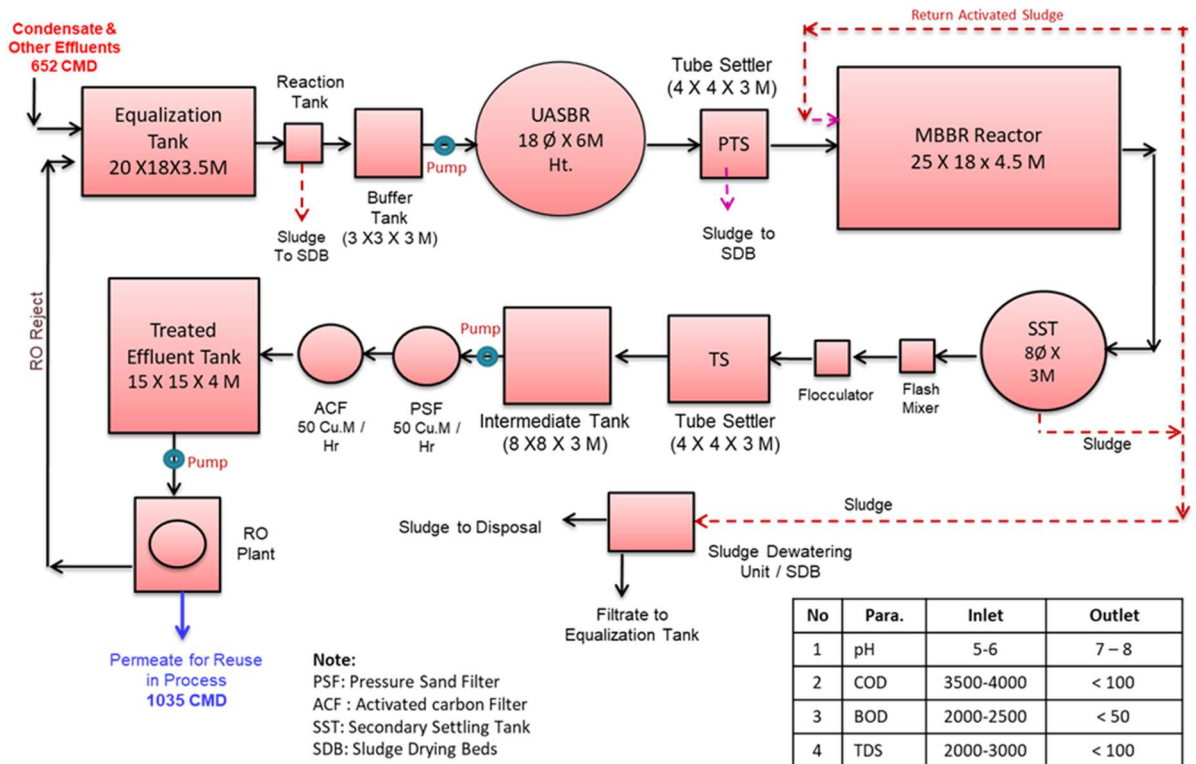 Condensate &
Other Effluents
652 CMD
Equalization
Tank
20 X18X3.5M
Reaction
Tank
Sludge
To SDB
Buffer
Tank
(3 X3 X 3 M)
Pump
UASBR
18 Ø X 6M
Ht.
Tube Settler
(4 X 4 X 3 M)
PTS
Sludge to
SDB
Return Activated Sludge
MBBR Reactor
25 X 18 x 4.5 M
RO Reject
Treated
Effluent Tank
15 X 15 X 4 M
ACF
50 Cu.M /
Hr
PSF
50 Cu.M /
Hr
Pump
Intermediate Tank
(8 X8 X 3 M)
TS
Tube Settler
(4 X 4 X 3 M)
Flocculator
Flash
Mixer
SST
8Ø X
3M
Sludge
Pump
RO
Plant
Sludge to Disposal
Sludge
Sludge Dewatering
Unit / SDB
Filtrate to
Equalization Tank
Permeate for Reuse
in Process
1035 CMD
Note:
PSF: Pressure Sand Filter
ACF : Activated carbon Filter
SST: Secondary Settling Tank
SDB: Sludge Drying Beds
No Para. Inlet Outlet
1 pH 5-6 7 – 8
2 COD 3500-4000 < 100
3 BOD 2000-2500 < 50
4 TDS 2000-3000 < 100